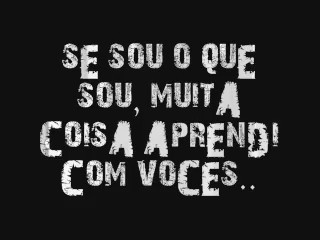 SE SOU O QUE
SOU, MUITA
COISA APRENDI
COM VOCES..